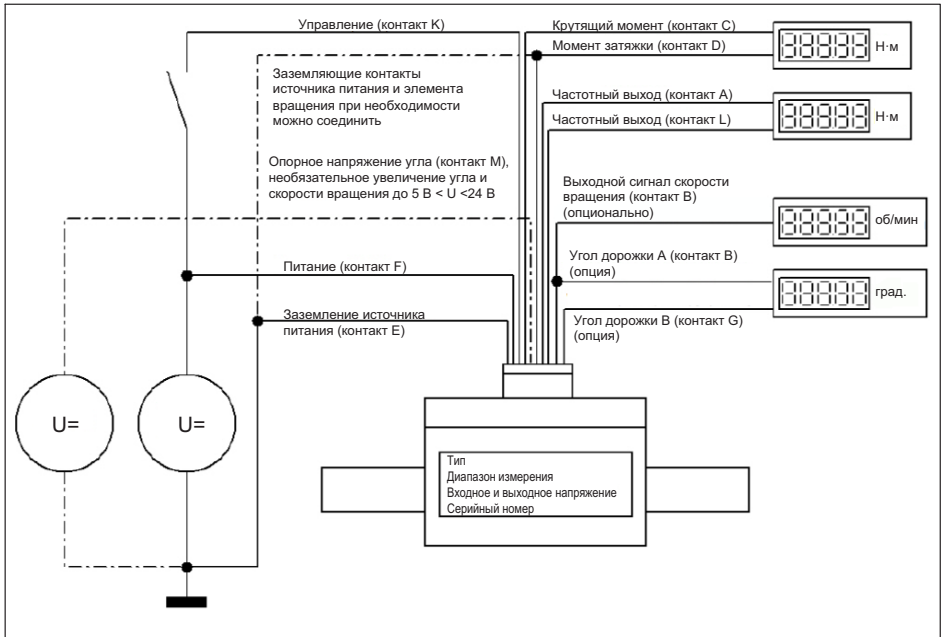 Управление (контакт K)
Крутящий момент (контакт C)
Момент затяжки (контакт D)
Н·м
Заземляющие контакты
источника питания и элемента
вращения при необходимости
можно соединить
Частотный выход (контакт A)
Частотный выход (контакт L)
Н·м
Опорное напряжение угла (контакт M),
необязательное увеличение угла и
скорости вращения до 5 В < U <24 В
Выходной сигнал скорости
вращения (контакт B)
(опционально)
об/мин
Питание (контакт F)
Угол дорожки A (контакт B)
(опция)
град.
Заземление источника
питания (контакт E)
Угол дорожки B (контакт G)
(опция)
U=
U=
Тип
Диапазон измерения
Входное и выходное напряжение
Серийный номер